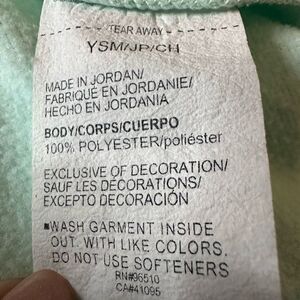 TEAR AWAY
YSM/JP/CH
MADE IN JORDAN/
FABRIQUÉ EN JORDANIE/
HECHO EN JORDANIA
BODY/CORPS/CUERPO
100% POLYESTER/poliéster
EXCLUSIVE OF DECORATION/
SAUF LES DÉCORATIONS/
EXCEPTO DECORACIÓN
■WASH GARMENT INSIDE
OUT. WITH LIKE COLORS.
DO NOT USE SOFTENERS
RN#96510
CA#41095